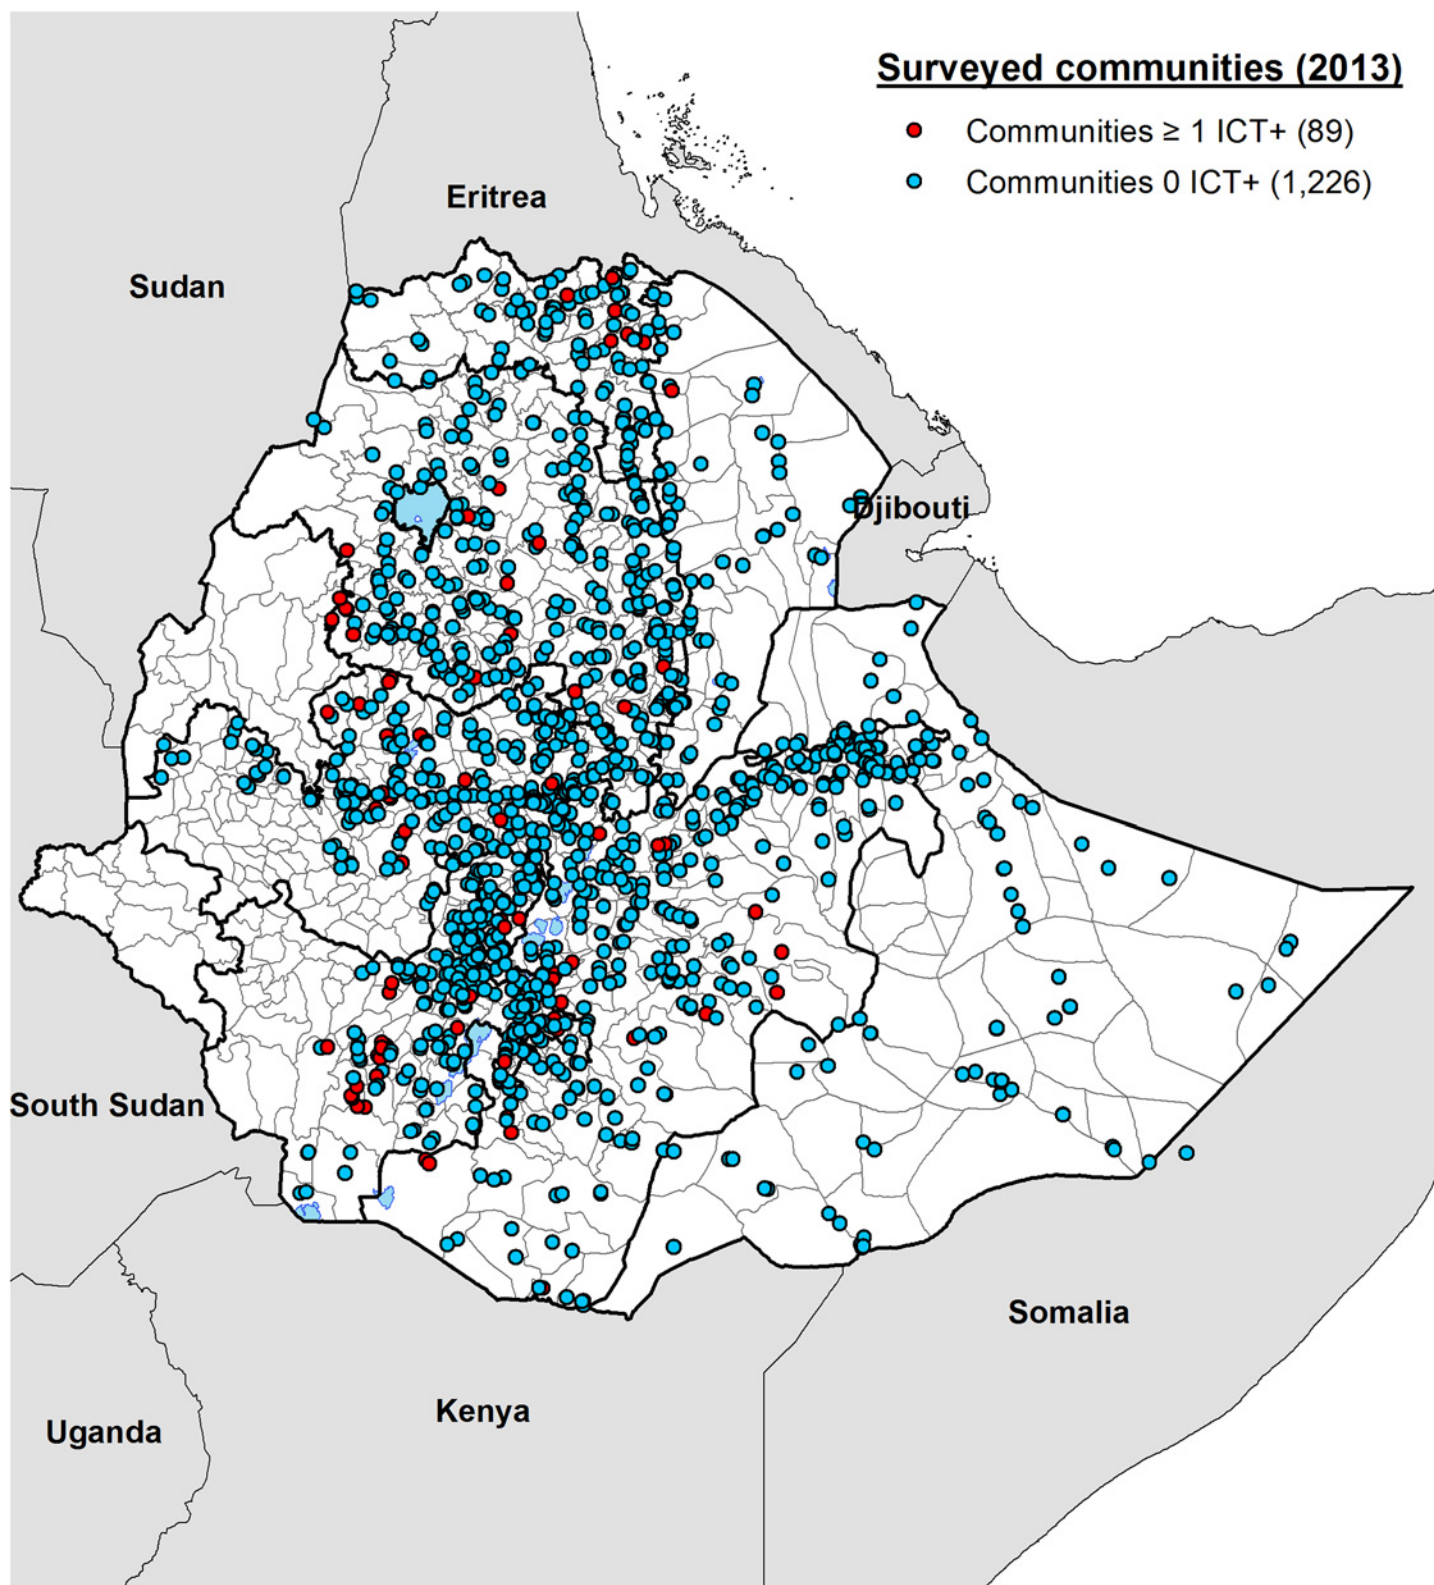 Surveyed communities (2013)
Communities ≥ 1 ICT+ (89)
Communities 0 ICT+ (1,226)
Eritrea
Sudan
Djibouti
South Sudan
Somalia
Kenya
Uganda